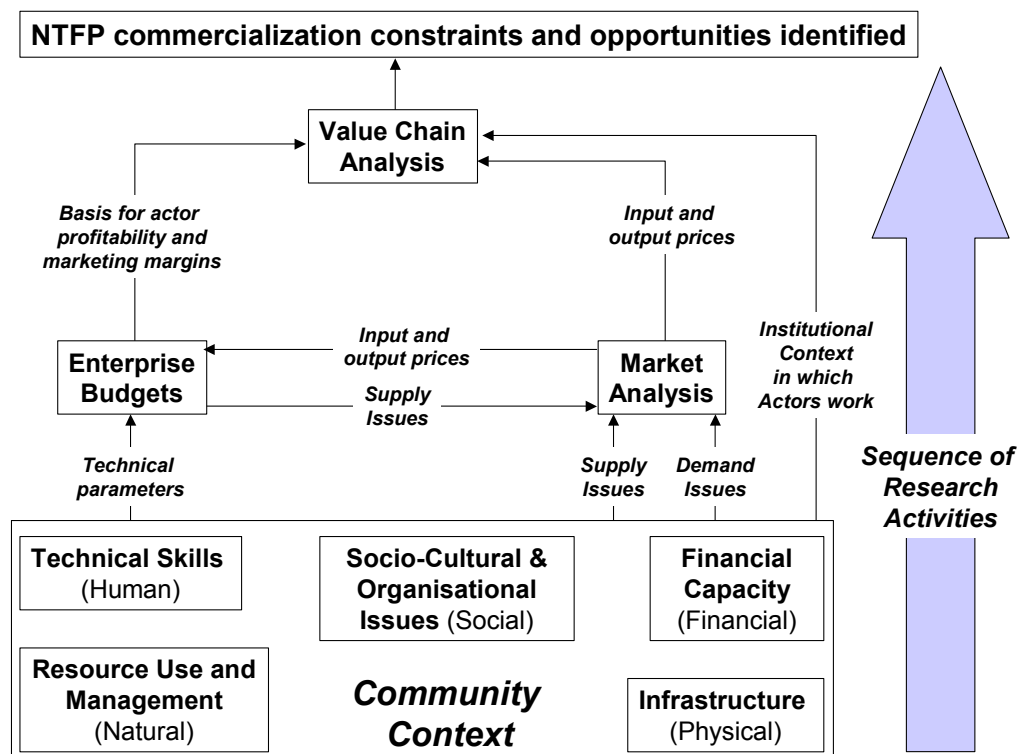 NTFP commercialization constraints and opportunities identified
Value Chain
Analysis
Basis for actor
profitability and
marketing margins
Input and
output prices
Enterprise
Budgets
Input and
output prices
Supply
Issues
Market
Analysis
Institutional
Context
in which
Actors work
Technical
parameters
Supply
Issues
Demand
Issues
Sequence of
Research
Activities
Technical Skills
(Human)
Socio-Cultural &
Organisational
Issues (Social)
Financial
Capacity
(Financial)
Resource Use and
Management
(Natural)
Community
Context
Infrastructure
(Physical)